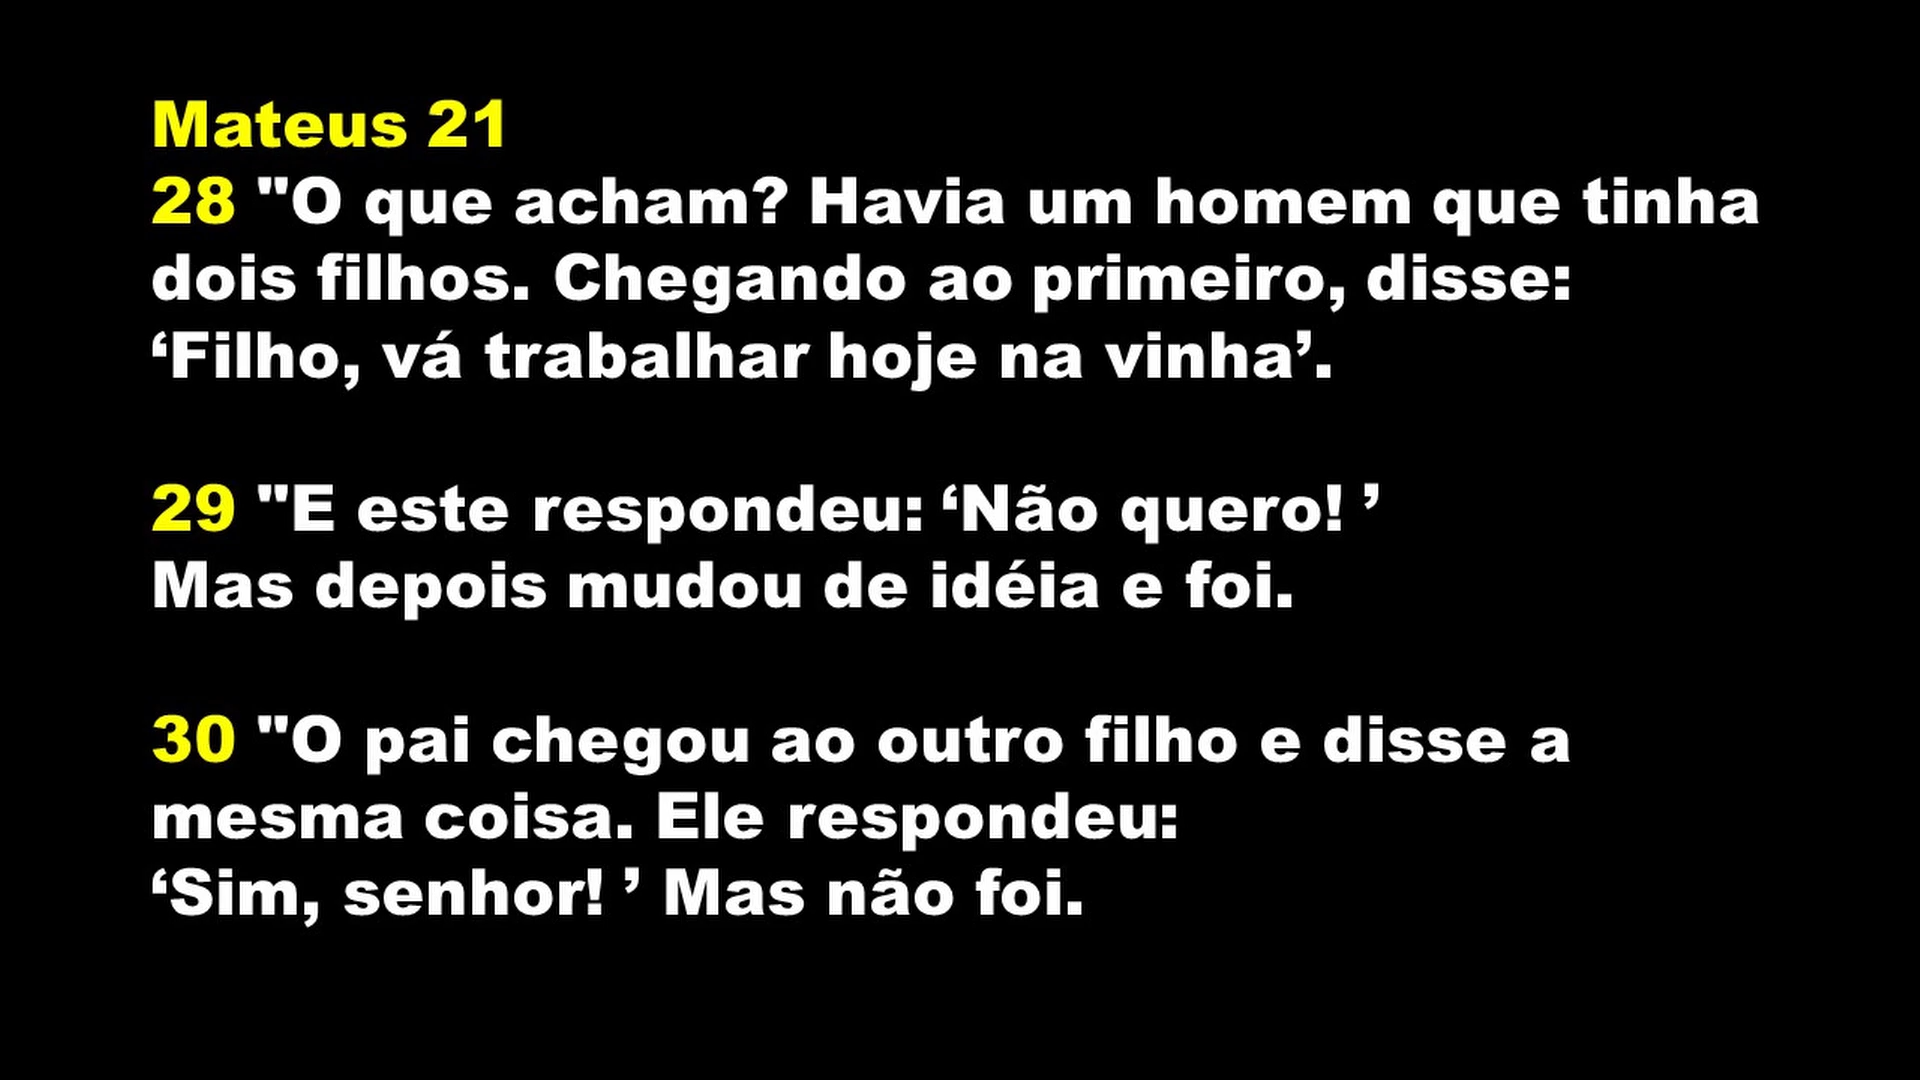 Mateus 21
28 "O que acham? Havia um homem que tinha
dois filhos. Chegando ao primeiro, disse:
‘Filho, vá trabalhar hoje na vinha’.
29 "E este respondeu: ‘Não quero! ’
Mas depois mudou de idéia e foi.
30 "O pai chegou ao outro filho e disse a
mesma coisa. Ele respondeu:
‘Sim, senhor! ’ Mas não foi.